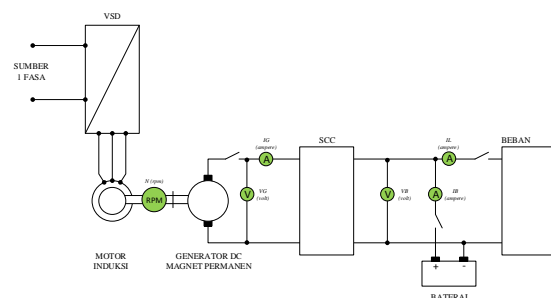 VSD
SUMBER
1 FASA
N (rpm)
RPM
MOTOR
INDUKSI
GENERATOR DC
MAGNET PERMANEN
IG
(ampere)
A
V
VG
(volt)
SCC
V
VB
(volt)
IL
(ampere)
A
A
IB
(ampere)
BEBAN
+ -
BATERAI